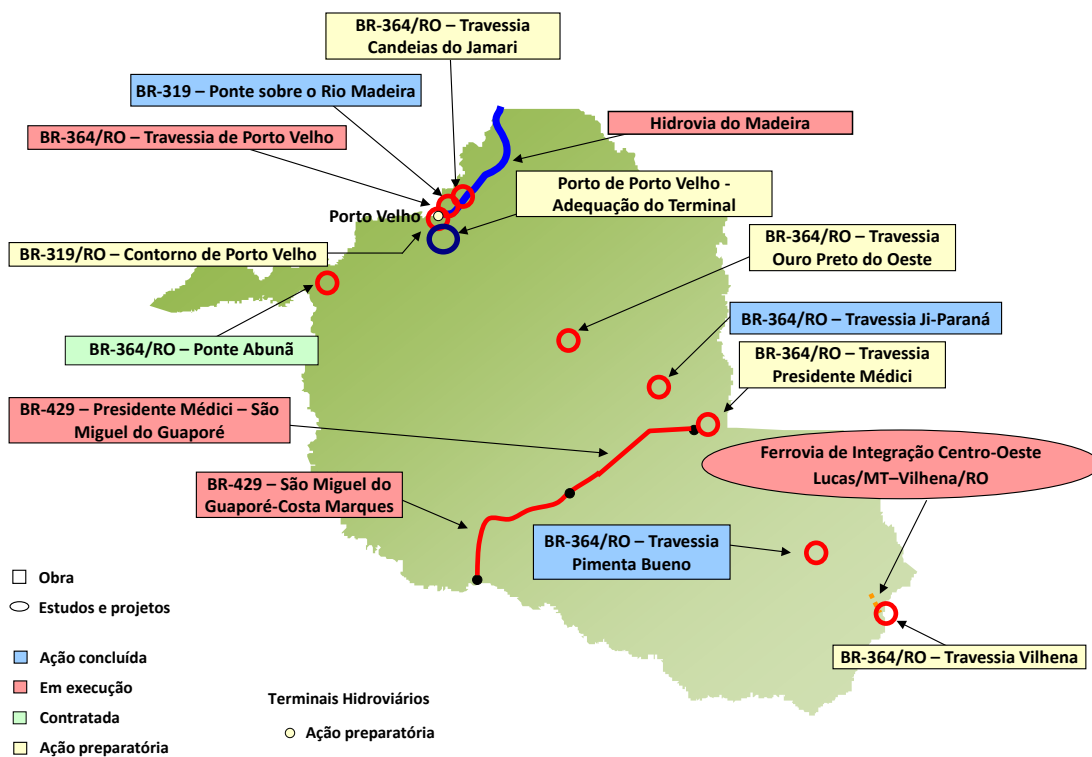 BR-364/RO – Travessia
Candeias do Jamari
BR-319 – Ponte sobre o Rio Madeira
BR-364/RO – Travessia de Porto Velho
Hidrovia do Madeira
Porto de Porto Velho -
Adequação do Terminal
Porto Velho
BR-319/RO – Contorno de Porto Velho
BR-364/RO – Travessia
Ouro Preto do Oeste
BR-364/RO – Ponte Abunã
BR-364/RO – Travessia Ji-Paraná
BR-364/RO – Travessia
Presidente Médici
BR-429 – Presidente Médici – São
Miguel do Guaporé
Ferrovia de Integração Centro-Oeste
Lucas/MT–Vilhena/RO
BR-429 – São Miguel do
Guaporé-Costa Marques
BR-364/RO – Travessia
Pimenta Bueno
BR-364/RO – Travessia Vilhena
Obra
Estudos e projetos
Ação concluída
Em execução
Contratada
Ação preparatória
Terminais Hidroviários
Ação preparatória